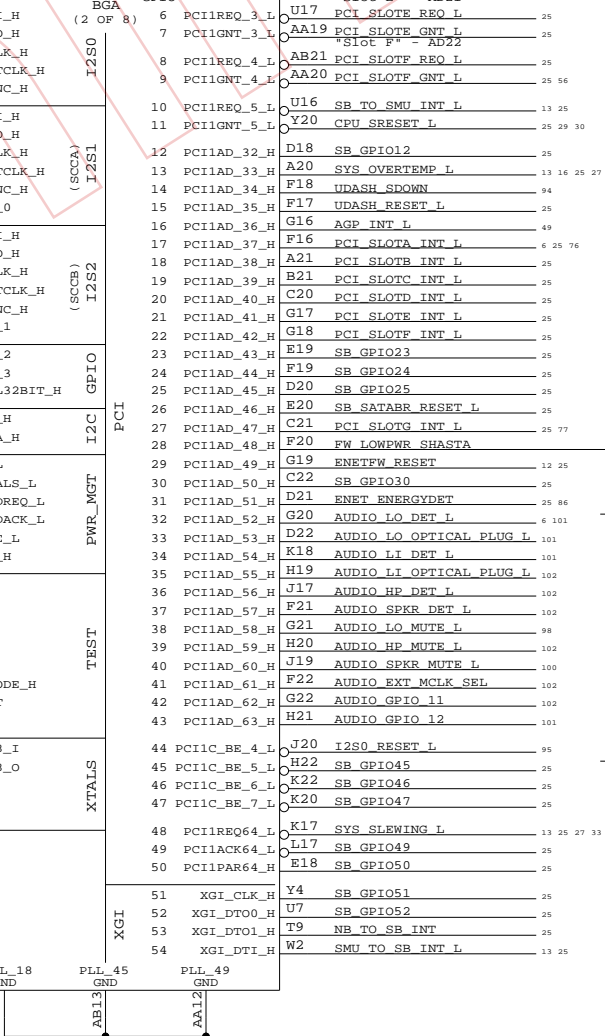 BGA
(2 OF 8)
6 PCI1REQ_3_L U17 PCI_SLOTE_REQ_L 25
7 PCI1GNT_3_L AA19 PCI_SLOTE_GNT_L 25
"Slot F" - AD22
8 PCI1REQ_4_L AB21 PCI_SLOTF_REQ_L 25
9 PCI1GNT_4_L AA20 PCI_SLOTF_GNT_L 25 56
10 PCI1REQ_5_L U16 SB_TO_SMU_INT_L 13 25
11 PCI1GNT_5_L Y20 CPU_SRESET_L 25 29 30
12 PCI1AD_32_H D18 SB_GPIO12 25
13 PCI1AD_33_H A20 SYS_OVERTEMP_L 13 16 25 27
14 PCI1AD_34_H F18 UDASH_SDOWN 94
15 PCI1AD_35_H F17 UDASH_RESET_L 25
16 PCI1AD_36_H G16 AGP_INT_L 49
17 PCI1AD_37_H F16 PCI_SLOTA_INT_L 6 25 76
18 PCI1AD_38_H A21 PCI_SLOTB_INT_L 25
19 PCI1AD_39_H B21 PCI_SLOTC_INT_L 25
20 PCI1AD_40_H C20 PCI_SLOTD_INT_L 25
21 PCI1AD_41_H G17 PCI_SLOTE_INT_L 25
22 PCI1AD_42_H G18 PCI_SLOTF_INT_L 25
23 PCI1AD_43_H E19 SB_GPIO23 25
24 PCI1AD_44_H F19 SB_GPIO24 25
25 PCI1AD_45_H D20 SB_GPIO25 25
26 PCI1AD_46_H E20 SB_SATABR_RESET_L 25
27 PCI1AD_47_H C21 PCI_SLOTG_INT_L 25 77
28 PCI1AD_48_H F20 FW_LOWPWR_SHASTA
29 PCI1AD_49_H G19 ENETFW_RESET 12 25
30 PCI1AD_50_H C22 SB_GPIO30 25
31 PCI1AD_51_H D21 ENET_ENERGYDET 25 86
32 PCI1AD_52_H G20 AUDIO_LO_DET_L 6 101
33 PCI1AD_53_H D22 AUDIO_LO_OPTICAL_PLUG_L 101
34 PCI1AD_54_H K18 AUDIO_LI_DET_L 101
35 PCI1AD_55_H H19 AUDIO_LI_OPTICAL_PLUG_L 102
36 PCI1AD_56_H J17 AUDIO_HP_DET_L 102
37 PCI1AD_57_H F21 AUDIO_SPKR_DET_L 102
38 PCI1AD_58_H G21 AUDIO_LO_MUTE_L 98
39 PCI1AD_59_H H20 AUDIO_HP_MUTE_L 102
40 PCI1AD_60_H J19 AUDIO_SPKR_MUTE_L 100
41 PCI1AD_61_H F22 AUDIO_EXT_MCLK_SEL 102
42 PCI1AD_62_H G22 AUDIO_GPIO_11 102
43 PCI1AD_63_H H21 AUDIO_GPIO_12 101
44 PCI1C_BE_4_L J20 I2S0_RESET_L 95
45 PCI1C_BE_5_L H22 SB_GPIO45 25
46 PCI1C_BE_6_L K22 SB_GPIO46 25
47 PCI1C_BE_7_L K20 SB_GPIO47 25
48 PCI1REQ64_L K17 SYS_SLEWING_L 13 25 27 33
49 PCI1ACK64_L L17 SB_GPIO49 25
50 PCI1PAR64_H E18 SB_GPIO50 25
51 XGI_CLK_H Y4 SB_GPIO51 25
52 XGI_DTO0_H U7 SB_GPIO52 25
53 XGI_DTO1_H T9 NB_TO_SB_INT 25
54 XGI_DTI_H W2 SMU_TO_SB_INT_L 13 25
I2S0
I2S1
(SCCA)
I2S2
(SCCB)
GPIO
I2C
PWR_MGT
TEST
XTALS
PCI
XGI
L32BIT_H
ALS_L
DREQ_L
DACK_L
ODE_H
L_18
ND
PLL_45
GND
PLL_49
GND
AB13
AA12